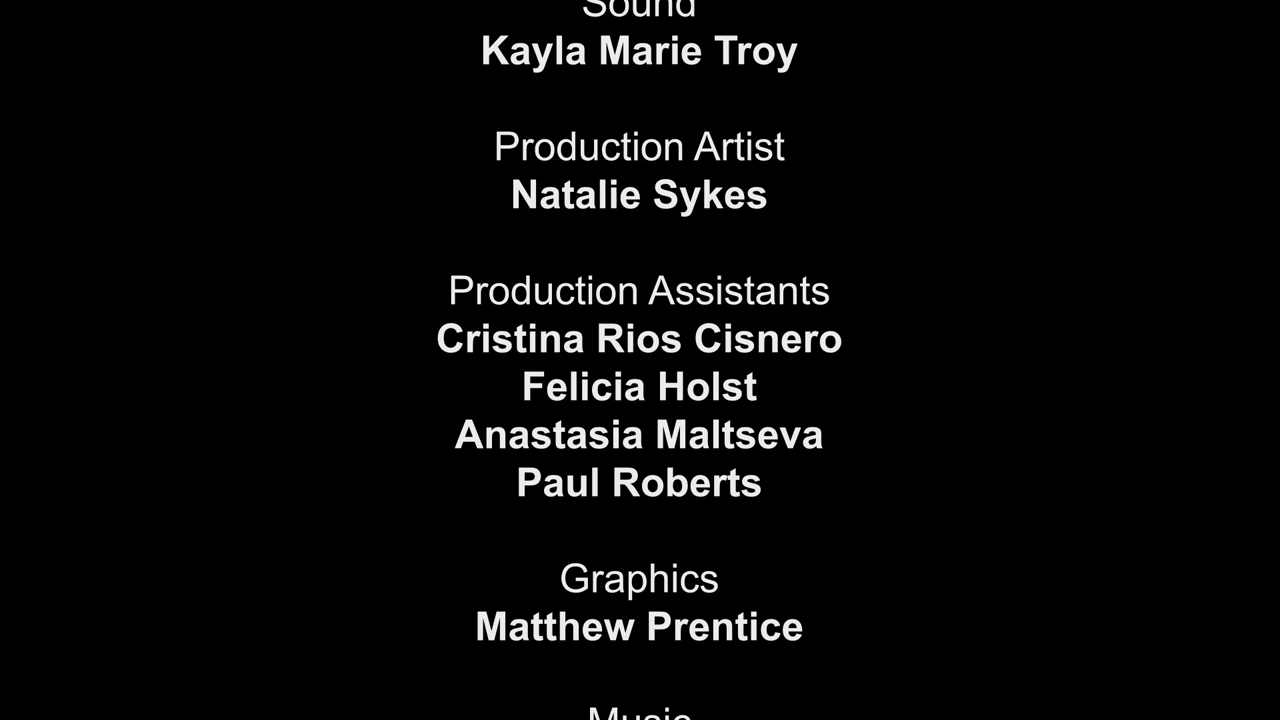 Sound
Kayla Marie Troy
Production Artist
Natalie Sykes
Production Assistants
Cristina Rios Cisnero
Felicia Holst
Anastasia Maltseva
Paul Roberts
Graphics
Matthew Prentice
Music